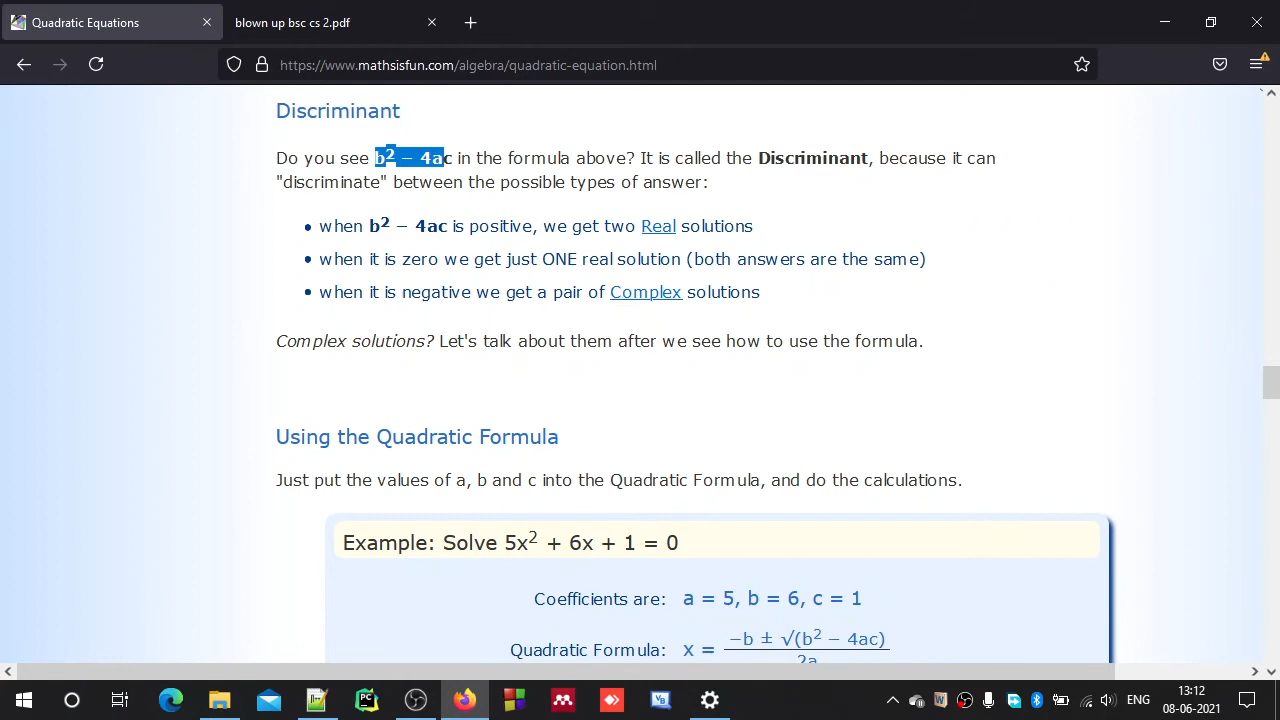 Quadratic Equations
blown up bsc cs 2.pdf
https://www.mathsisfun.com/algebra/quadratic-equation.html
Discriminant
Do you see b² − 4ac in the formula above? It is called the Discriminant, because it can
"discriminate" between the possible types of answer:
• when b² − 4ac is positive, we get two Real solutions
• when it is zero we get just ONE real solution (both answers are the same)
• when it is negative we get a pair of Complex solutions
Complex solutions? Let's talk about them after we see how to use the formula.
Using the Quadratic Formula
Just put the values of a, b and c into the Quadratic Formula, and do the calculations.
Example: Solve 5x² + 6x + 1 = 0
Coefficients are: a = 5, b = 6, c = 1
Quadratic Formula: x = −b ± √(b² − 4ac)
2a
ENG
13:12
08-06-2021